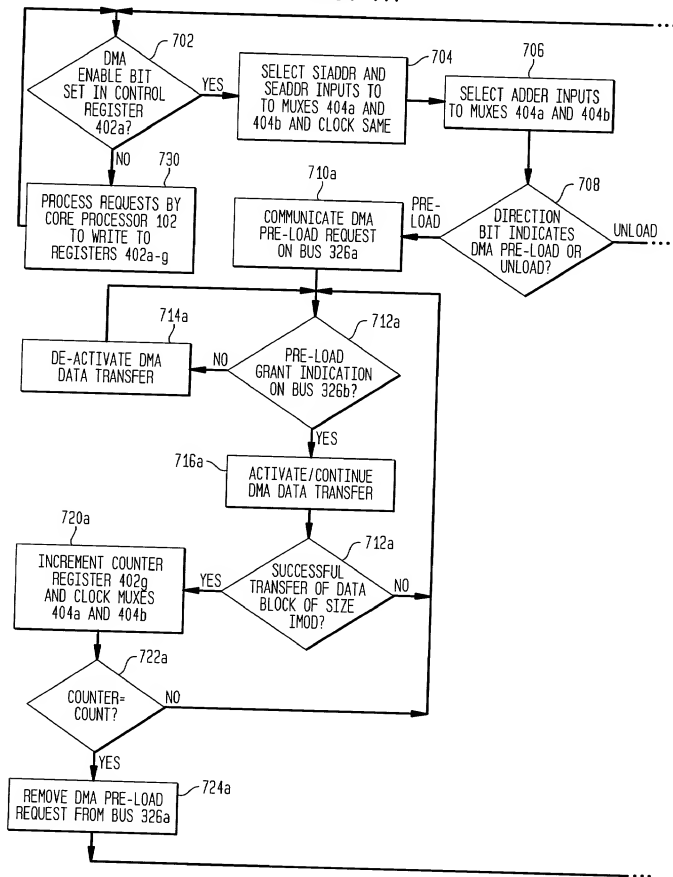 702
DMA
ENABLE BIT
SET IN CONTROL
REGISTER
402a?
YES
NO
704
SELECT SIADDR AND
SEADDR INPUTS TO
TO MUXES 404a AND
404b AND CLOCK SAME
706
SELECT ADDER INPUTS
TO MUXES 404a AND 404b
730
PROCESS REQUESTS BY
CORE PROCESSOR 102
TO WRITE TO
REGISTERS 402a-g
710a
COMMUNICATE DMA
PRE-LOAD REQUEST
ON BUS 326a
PRE-
LOAD
708
DIRECTION
BIT INDICATES
DMA PRE-LOAD OR
UNLOAD?
UNLOAD
...
...
714a
DE-ACTIVATE DMA
DATA TRANSFER
NO
712a
PRE-LOAD
GRANT INDICATION
ON BUS 326b?
YES
716a
ACTIVATE/CONTINUE
DMA DATA TRANSFER
720a
INCREMENT COUNTER
REGISTER 402g
AND CLOCK MUXES
404a AND 404b
YES
712a
SUCCESSFUL
TRANSFER OF DATA
BLOCK OF SIZE
IMOD?
NO
722a
COUNTER=
COUNT?
NO
YES
724a
REMOVE DMA PRE-LOAD
REQUEST FROM BUS 326a
...